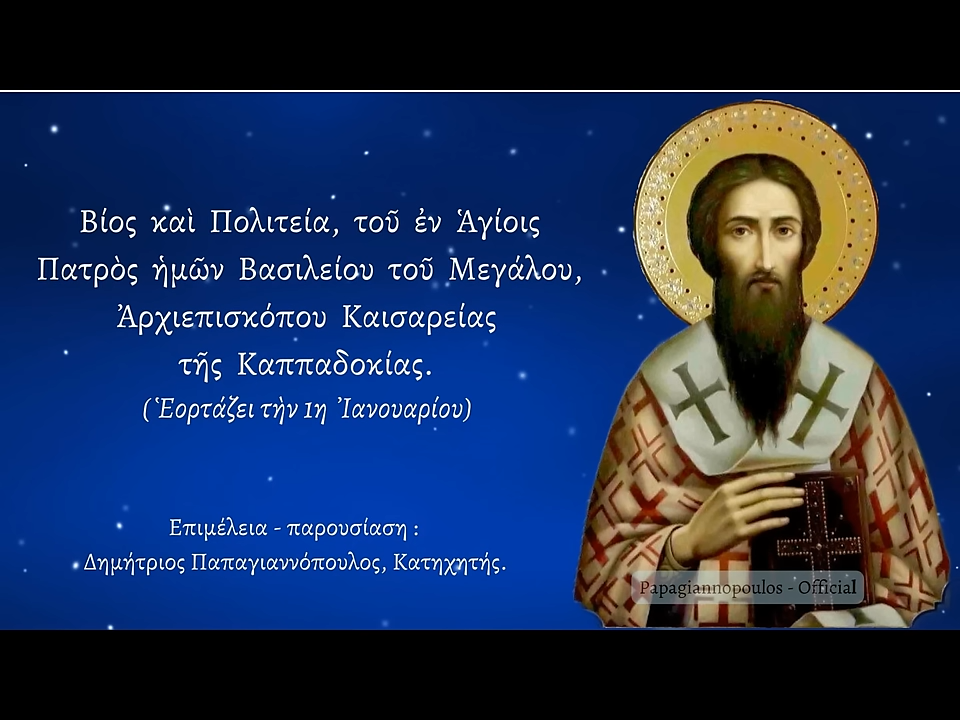 Βίος καὶ Πολιτεία, τοῦ ἐν Ἁγίοις
Πατρὸς ἡμῶν Βασιλείου τοῦ Μεγάλου,
Ἀρχιεπισκόπου Καισαρείας
τῆς Καππαδοκίας.
(Ἑορτάζει τὴν 1η Ἰανουαρίου)
Επιμέλεια - παρουσίαση :
Δημήτριος Παπαγιαννόπουλος, Κατηχητής.
Papagiannopoulos - Official